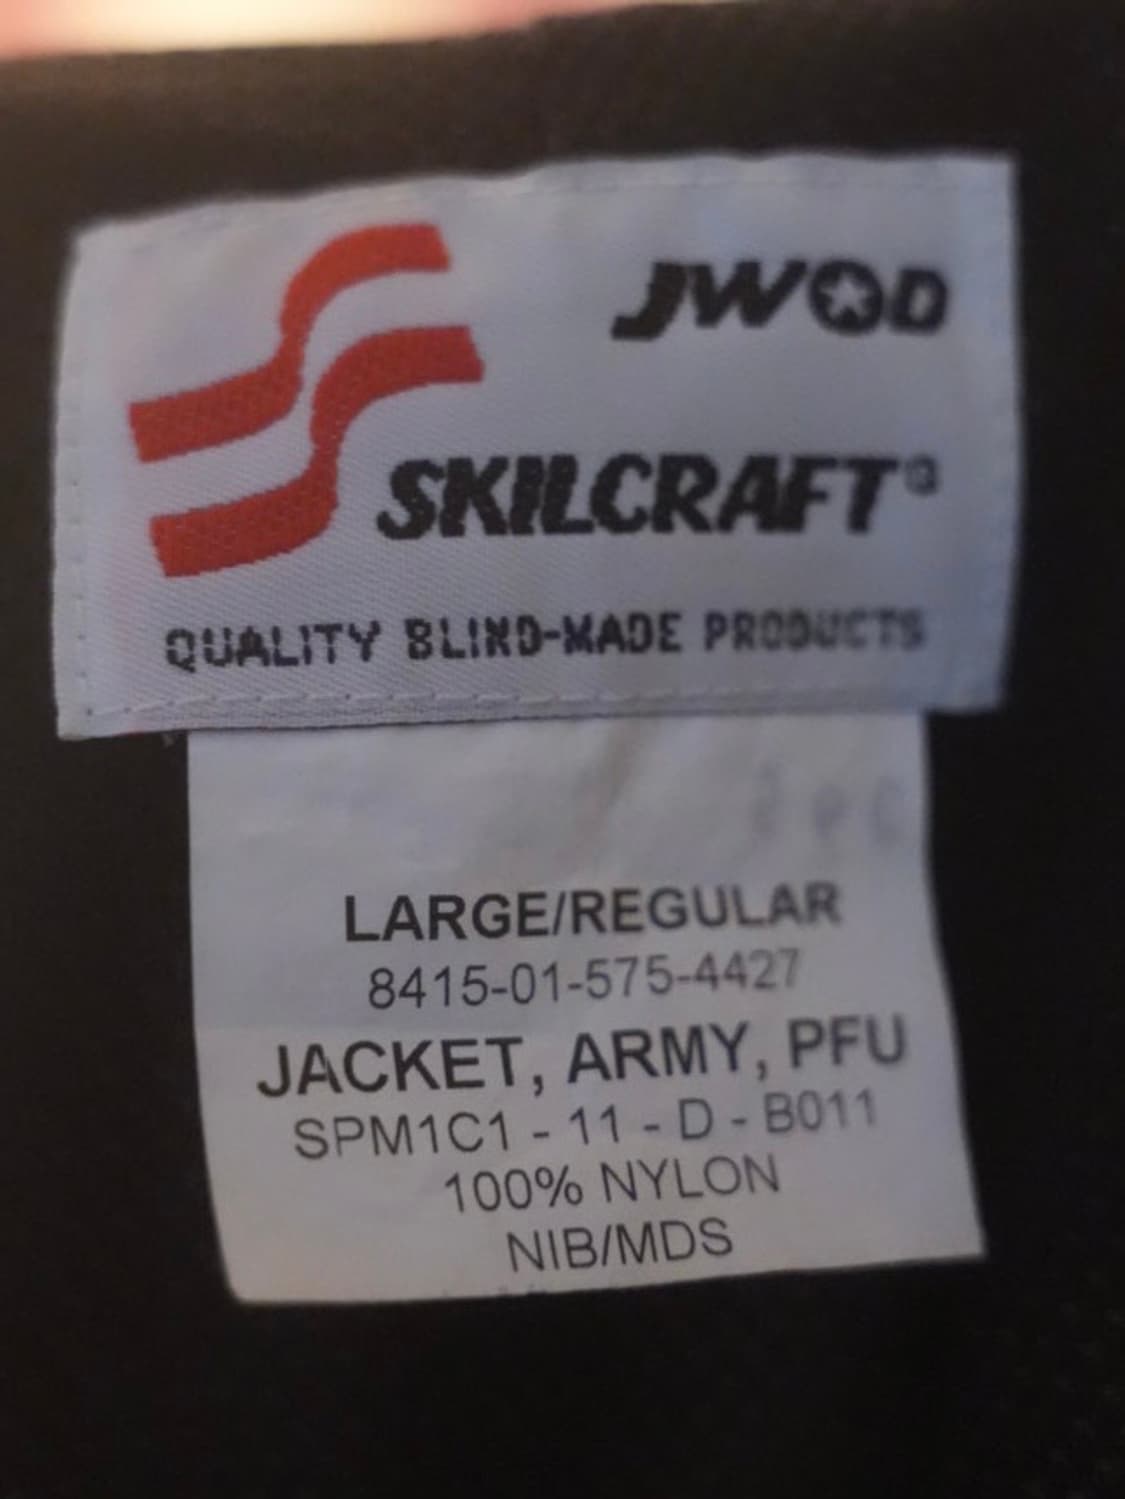 JWOD
SKILCRAFT®
QUALITY BLIND-MADE PRODUCTS
LARGE/REGULAR
8415-01-575-4427
JACKET, ARMY, PFU
SPM1C1 - 11 - D - B011
100% NYLON
NIB/MDS